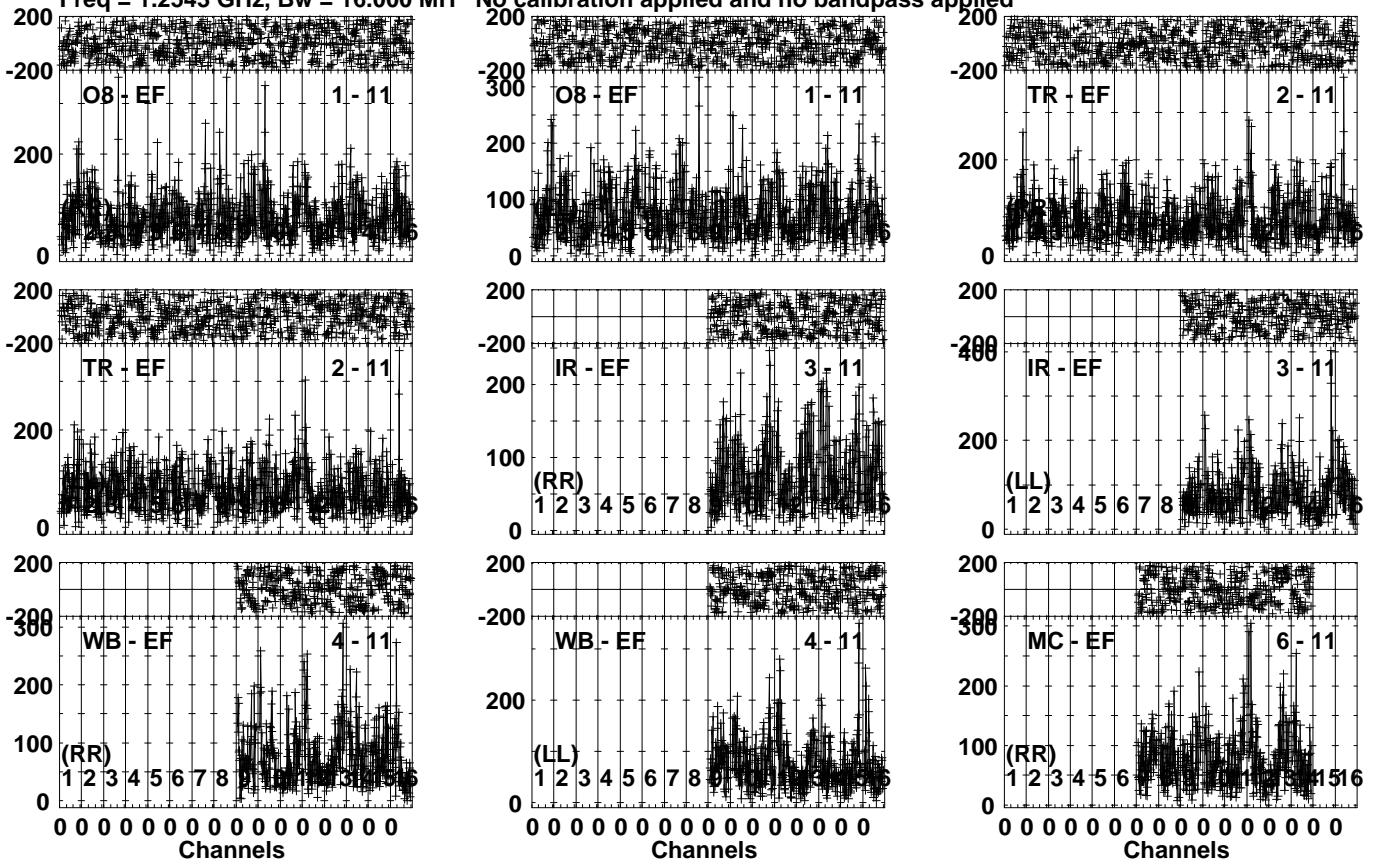 Freq = 1.2543 GHz, Bw = 16.000 MH No calibration applied and no bandpass applied
200 200 200
-200 -200 -200
O8 - EF 1 - 11 O8 - EF 1 - 11 TR - EF 2 - 11
300
200 200 200
100
0 0 0
200 200 200
-200 -200 -200
400
TR - EF 2 - 11 IR - EF 3 - 11 IR - EF 3 - 11
200 200 200
100
(RR) (LL)
1 2 3 4 5 6 7 8 1 2 3 4 5 6 7 8
0 0 0
200 200 200
-200 -200 -200
300 300
WB - EF 4 - 11 WB - EF 4 - 11 MC - EF 6 - 11
200 200 200
100 100
(RR) (LL) (RR)
1 2 3 4 5 6 7 8 1 2 3 4 5 6 7 8 1 2 3 4 5 6 15 16
0 0 0
0 0 0 0 0 0 0 0 0 0 0 0 0 0 0 0 0 0 0 0 0 0 0 0 0 0 0 0 0 0 0 0 0 0 0 0 0 0 0 0 0 0 0 0 0 0 0 0
Channels Channels Channels